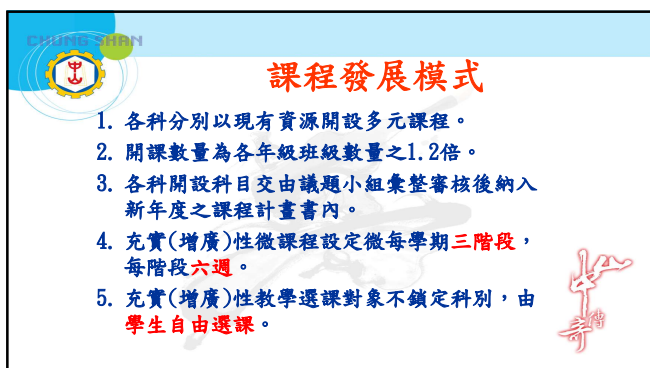 CHUNG SHAN
課程發展模式
1. 各科分別以現有資源開設多元課程。
2. 開課數量為各年級班級數量之1.2倍。
3. 各科開設科目交由議題小組彙整審核後納入
新年度之課程計畫書內。
4. 充實(增廣)性微課程設定微每學期三階段，
每階段六週。
5. 充實(增廣)性教學選課對象不鎖定科別，由
學生自由選課。
中山
傳
奇